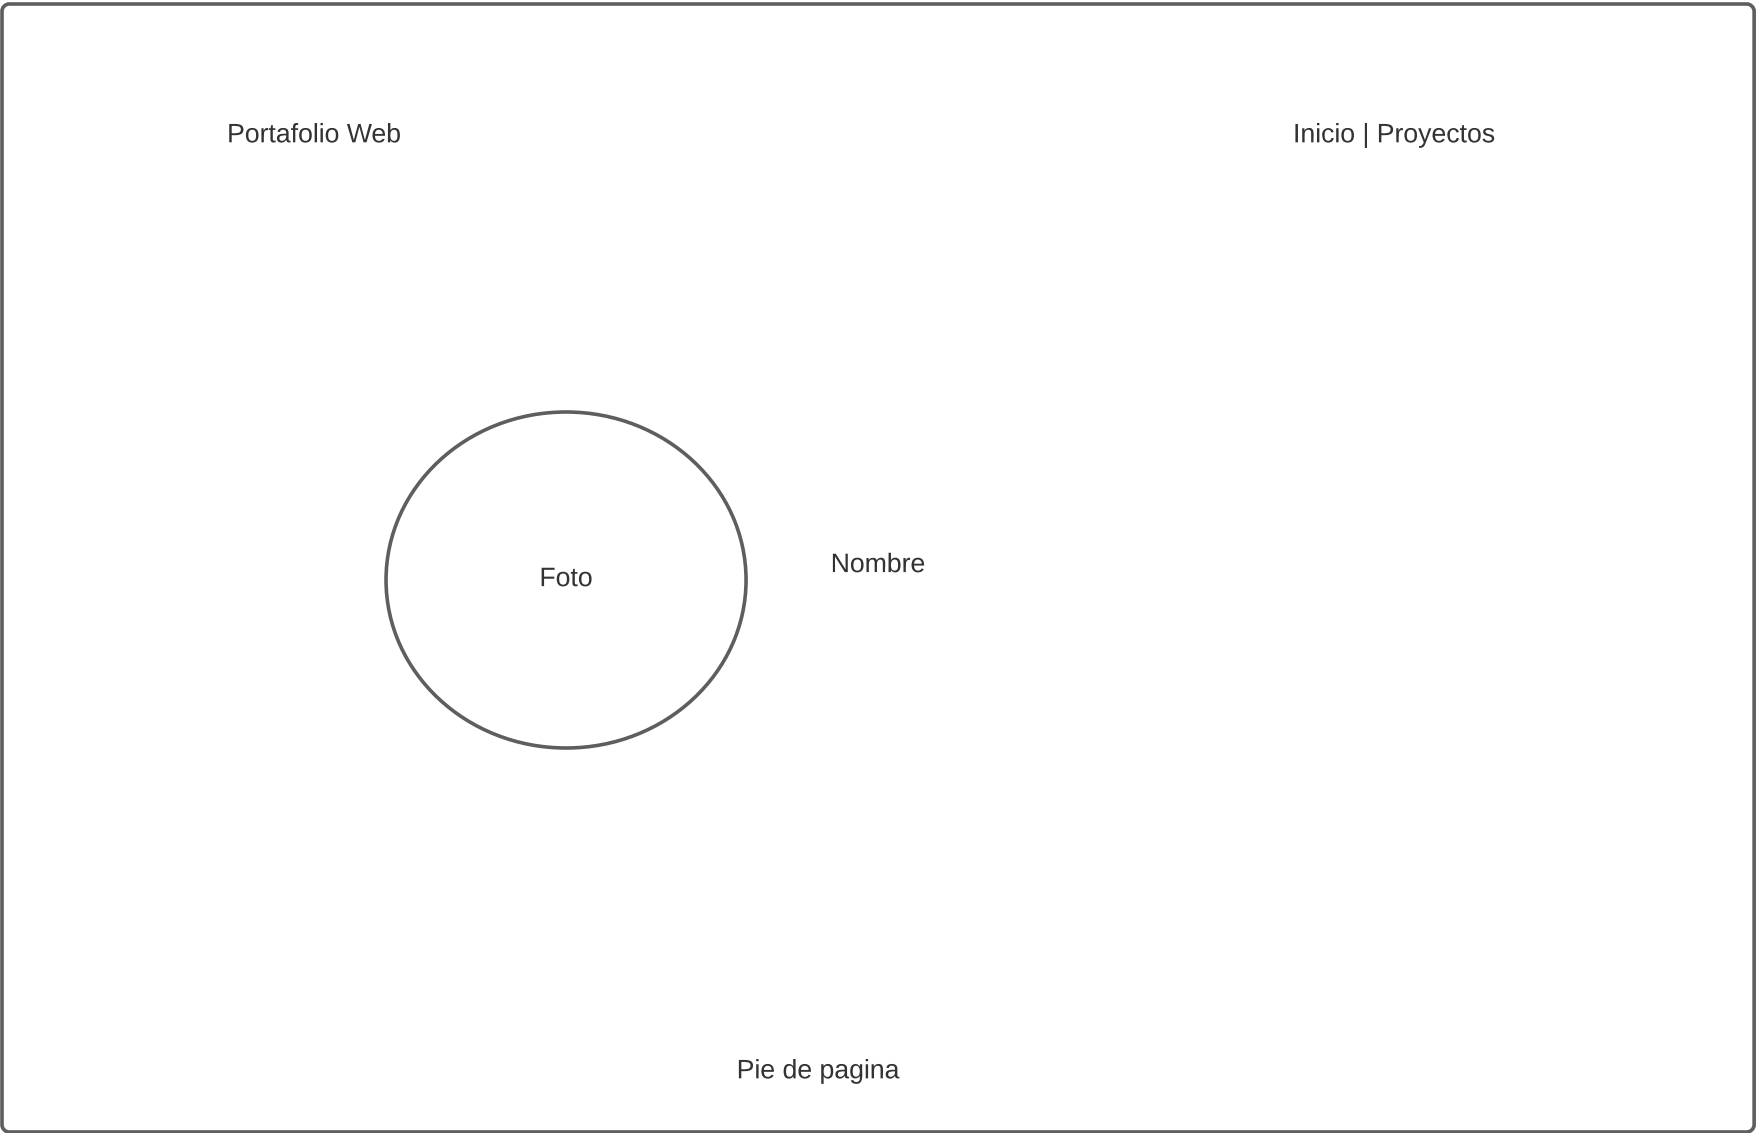 Portafolio Web
Inicio | Proyectos
Foto
Nombre
Pie de pagina